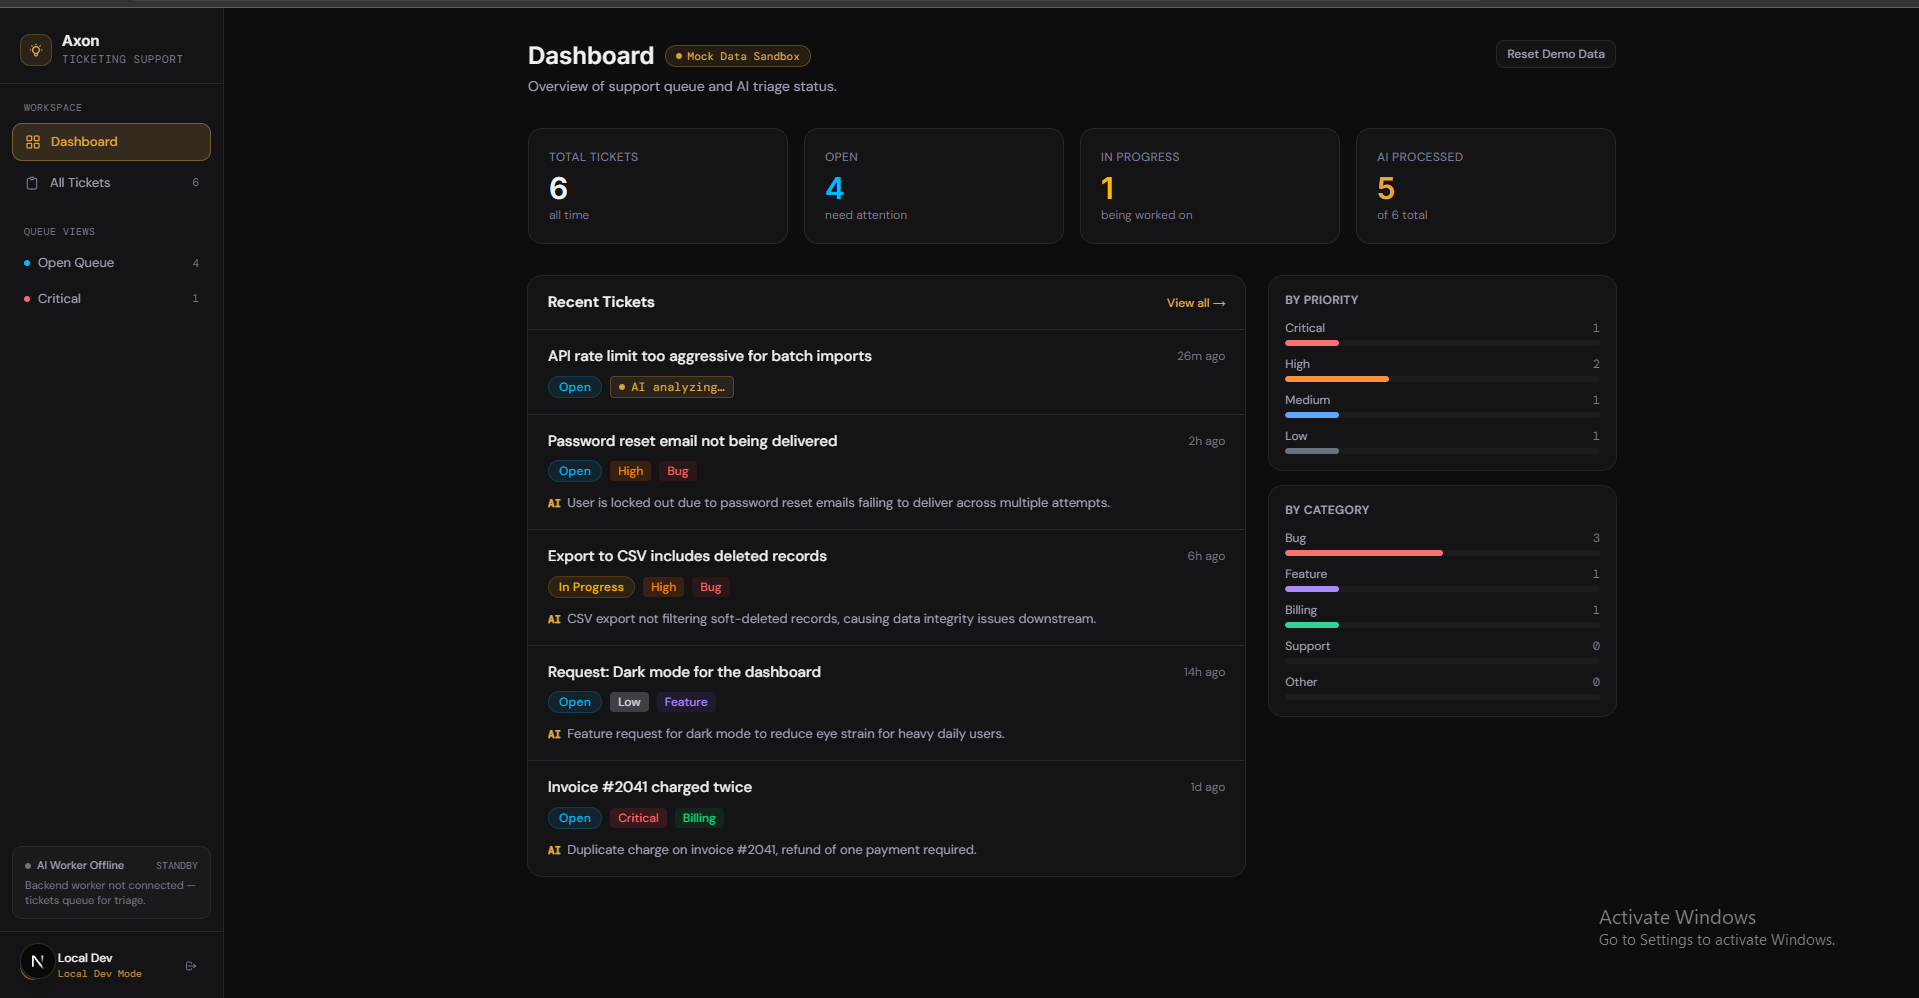 Axon
TICKETING SUPPORT
WORKSPACE
Dashboard
All Tickets 6
QUEUE VIEWS
Open Queue 4
Critical 1
AI Worker Offline STANDBY
Backend worker not connected —
tickets queue for triage.
N
Local Dev
Local Dev Mode
Dashboard
Mock Data Sandbox
Reset Demo Data
Overview of support queue and AI triage status.
TOTAL TICKETS
6
all time
OPEN
4
need attention
IN PROGRESS
1
being worked on
AI PROCESSED
5
of 6 total
Recent Tickets View all →
API rate limit too aggressive for batch imports 26m ago
Open AI analyzing…
Password reset email not being delivered 2h ago
Open High Bug
AI User is locked out due to password reset emails failing to deliver across multiple attempts.
Export to CSV includes deleted records 6h ago
In Progress High Bug
AI CSV export not filtering soft-deleted records, causing data integrity issues downstream.
Request: Dark mode for the dashboard 14h ago
Open Low Feature
AI Feature request for dark mode to reduce eye strain for heavy daily users.
Invoice #2041 charged twice 1d ago
Open Critical Billing
AI Duplicate charge on invoice #2041, refund of one payment required.
BY PRIORITY
Critical 1
High 2
Medium 1
Low 1
BY CATEGORY
Bug 3
Feature 1
Billing 1
Support 0
Other 0
Activate Windows
Go to Settings to activate Windows.